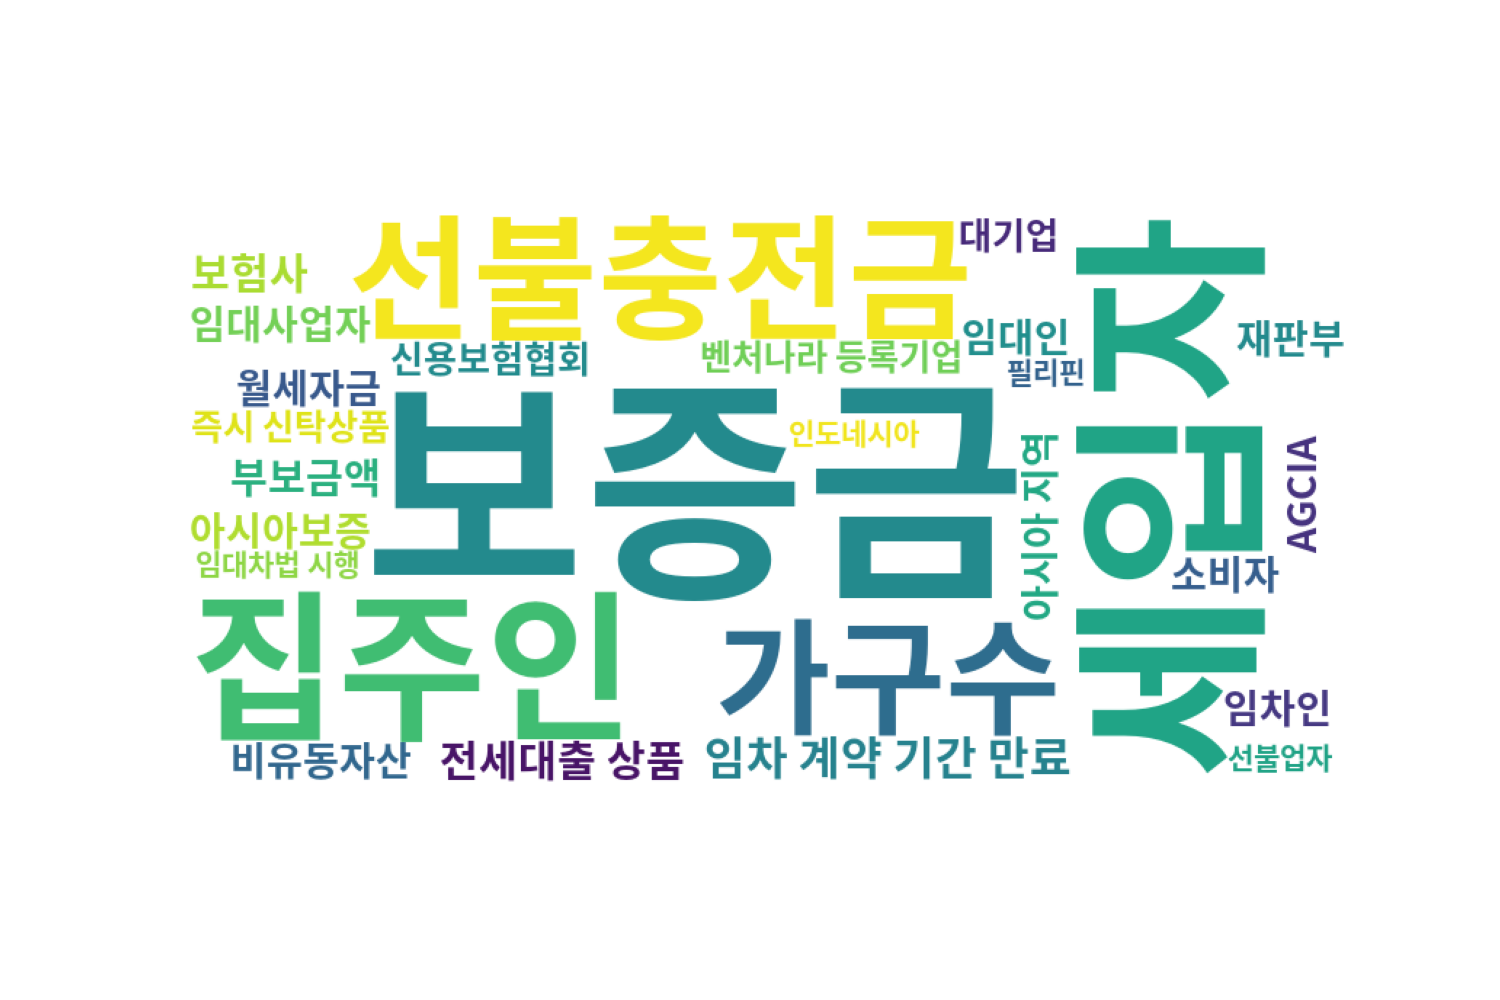 선불충전금
대기업
보험사
임대사업자
신용보험협회
벤처나라 등록기업
임대인
재판부
필리핀
월세자금
즉시 신탁상품
보증금
인도네시아
세입자
부보금액
아시아 지역
AGCIA
아시아보증
임대차법 시행
소비자
집주인
가구수
임차인
비유동자산
전세대출 상품
임차 계약 기간 만료
선불업자